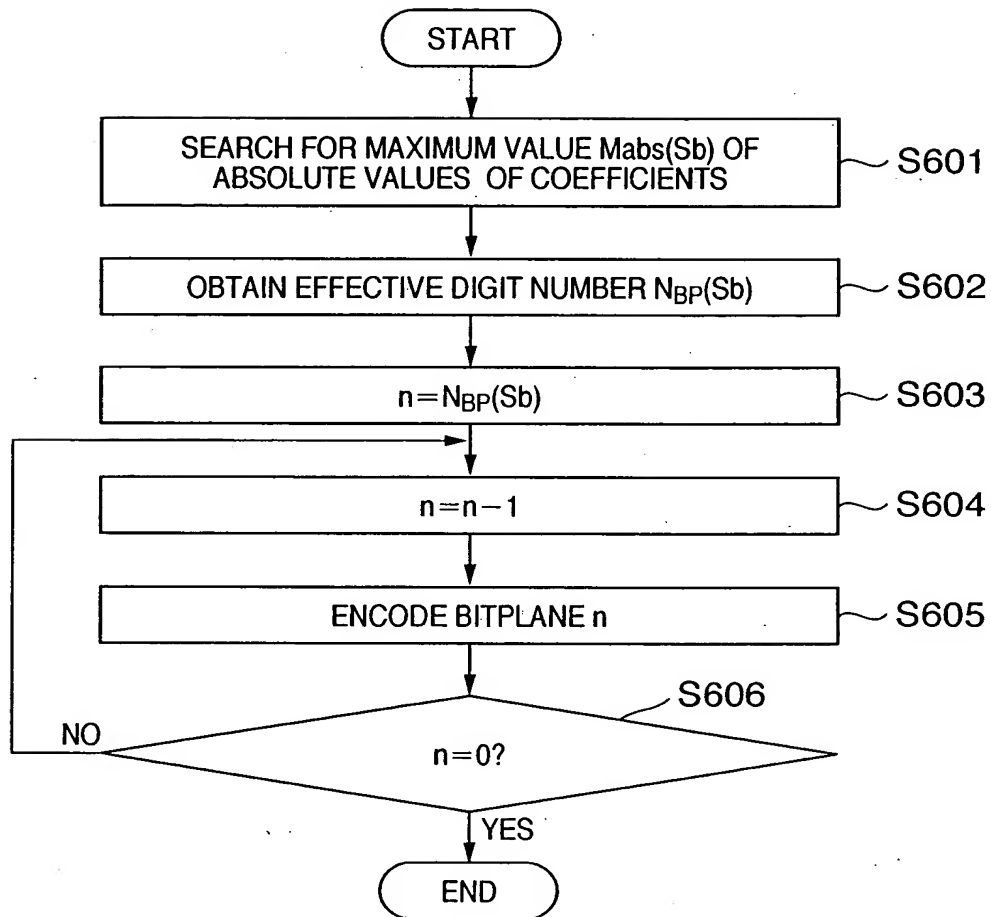 START
SEARCH FOR MAXIMUM VALUE Mabs(Sb) OF
ABSOLUTE VALUES OF COEFFICIENTS
S601
OBTAIN EFFECTIVE DIGIT NUMBER NBP(Sb)
S602
n=NBP(Sb)
S603
n=n-1
S604
ENCODE BITPLANE n
S605
S606
NO
n=0?
YES
END